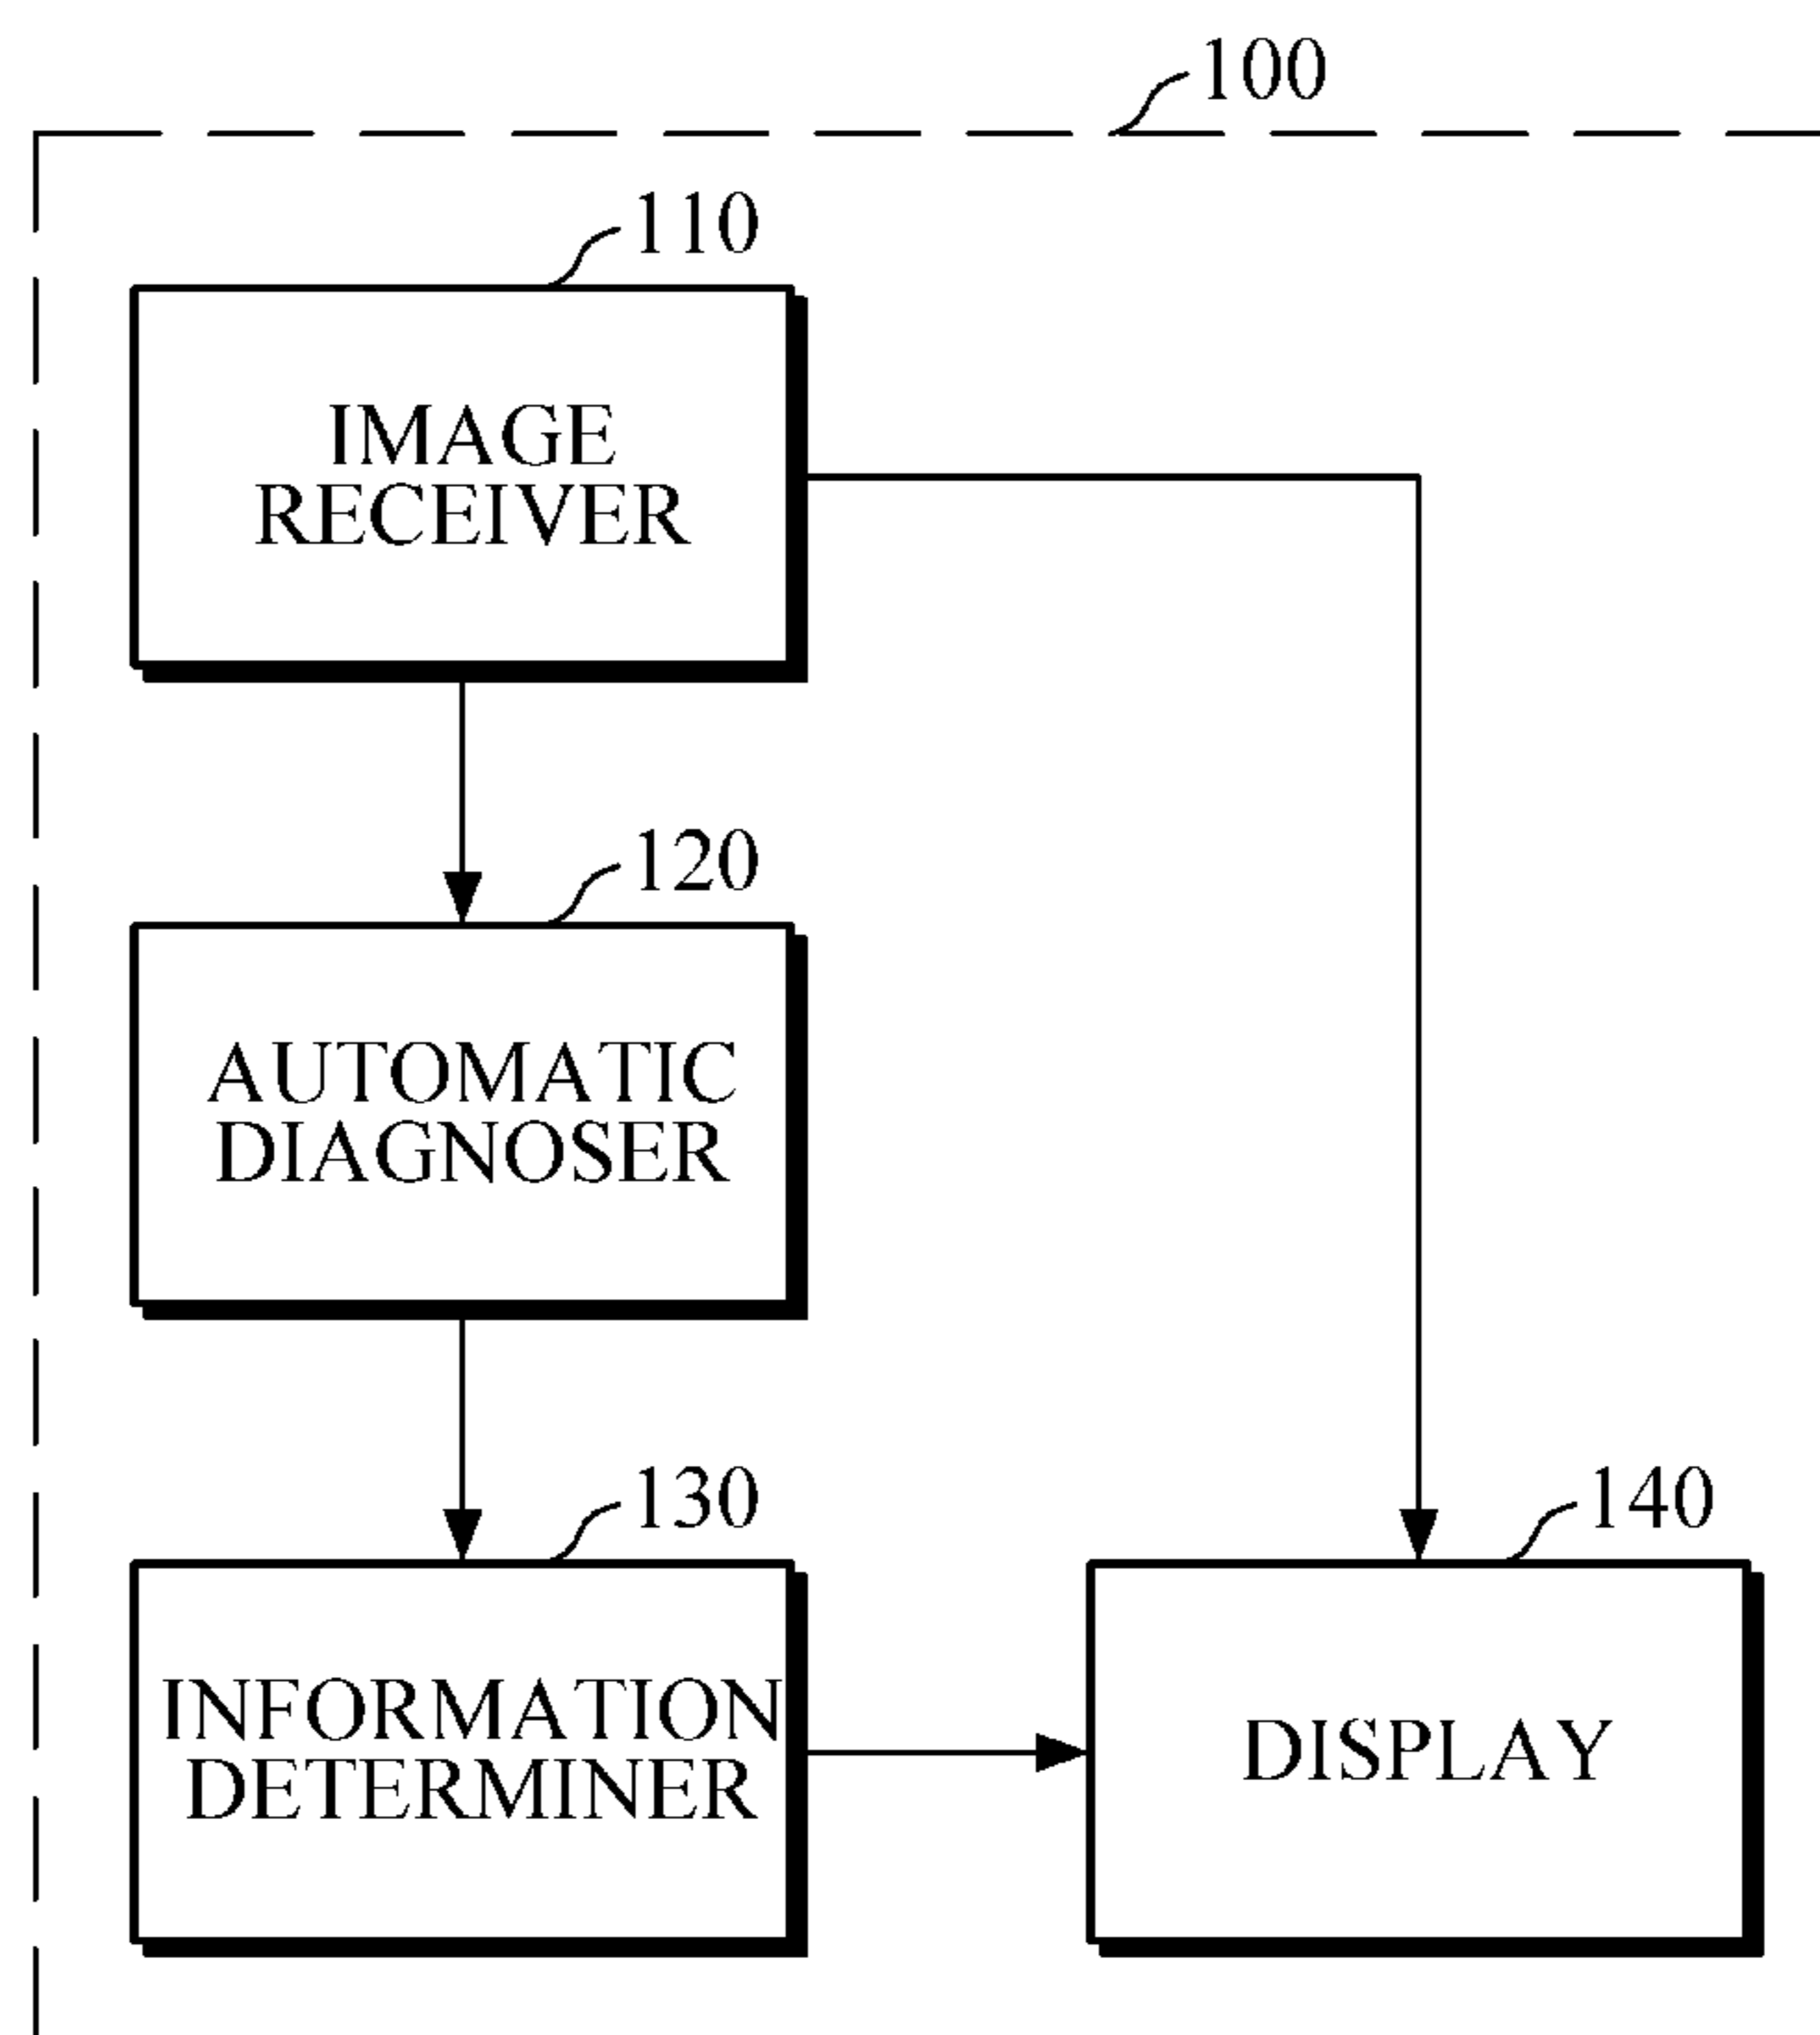 100
110
IMAGE
RECEIVER
120
AUTOMATIC
DIAGNOSER
130
140
INFORMATION
DETERMINER
DISPLAY